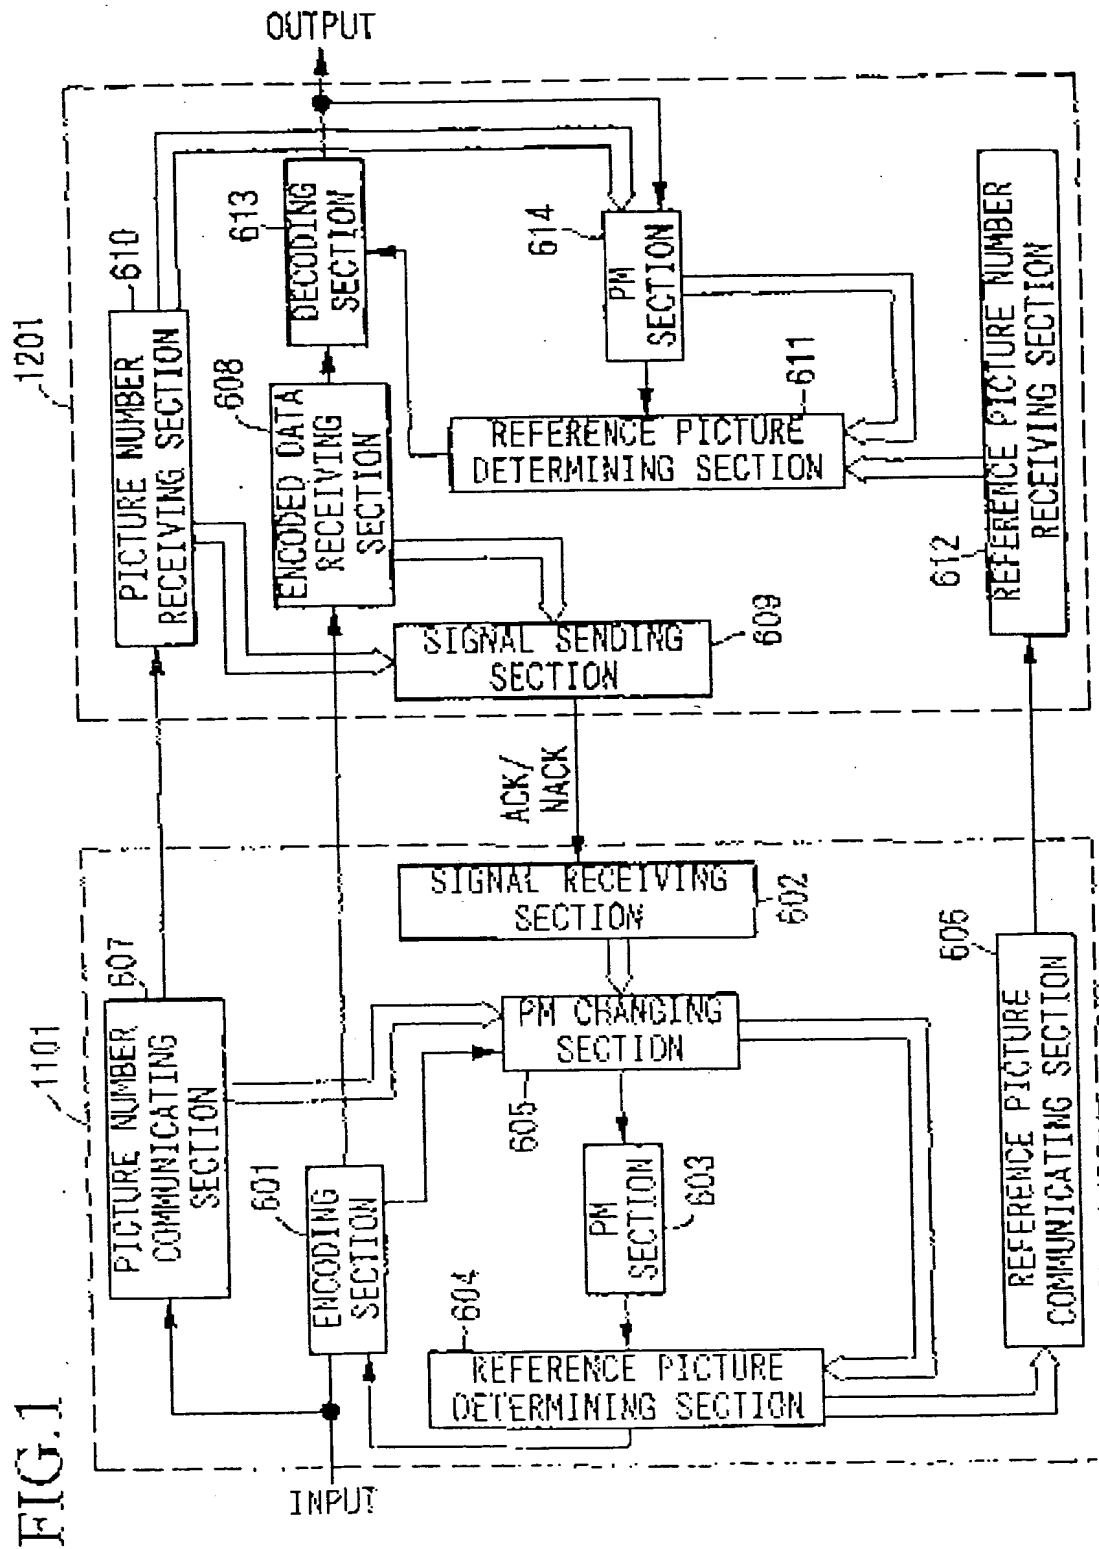 FIG.1
1101
1201
INPUT
PICTURE NUMBER
COMMUNICATING
SECTION
607
PICTURE NUMBER
RECEIVING SECTION
610
ENCODING
SECTION
601
ENCODED DATA
RECEIVING
SECTION
608
DECODING
SECTION
613
OUTPUT
REFERENCE PICTURE
DETERMINING SECTION
604
PM
SECTION
603
PM CHANGING
SECTION
605
SIGNAL RECEIVING
SECTION
602
ACK/
NACK
SIGNAL SENDING
SECTION
609
REFERENCE PICTURE
DETERMINING SECTION
611
PM
SECTION
614
REFERENCE PICTURE
COMMUNICATING SECTION
606
REFERENCE PICTURE NUMBER
RECEIVING SECTION
612